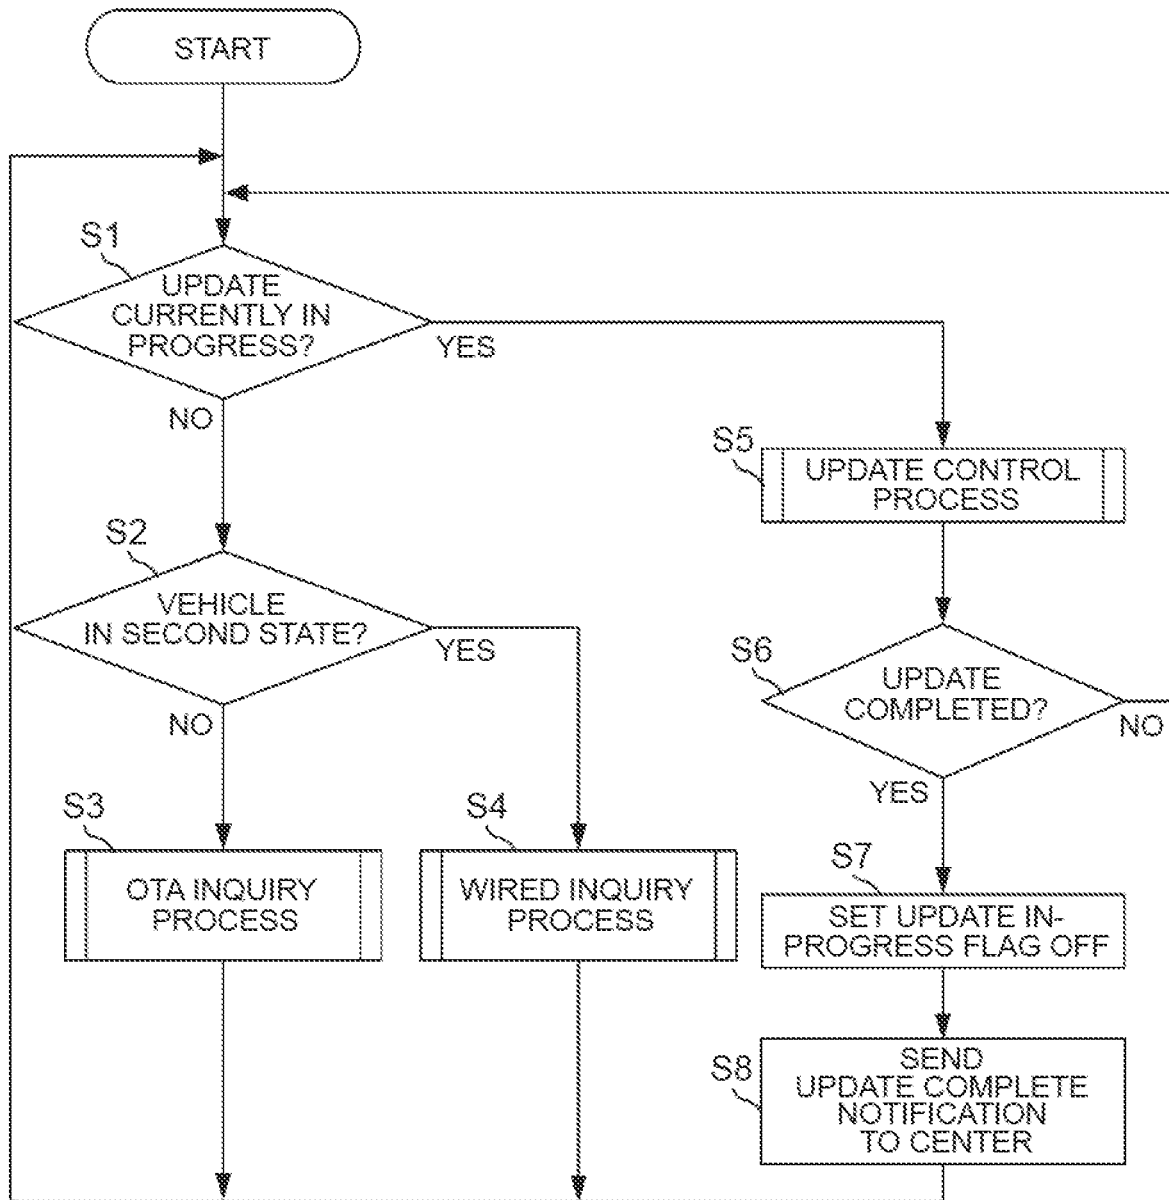 START
S1
UPDATE
CURRENTLY IN
PROGRESS?
YES
NO
S5
UPDATE CONTROL
PROCESS
S2
VEHICLE
IN SECOND STATE?
YES
NO
S6
UPDATE
COMPLETED?
NO
YES
S3
OTA INQUIRY
PROCESS
S4
WIRED INQUIRY
PROCESS
S7
SET UPDATE IN-
PROGRESS FLAG OFF
S8
SEND
UPDATE COMPLETE
NOTIFICATION
TO CENTER